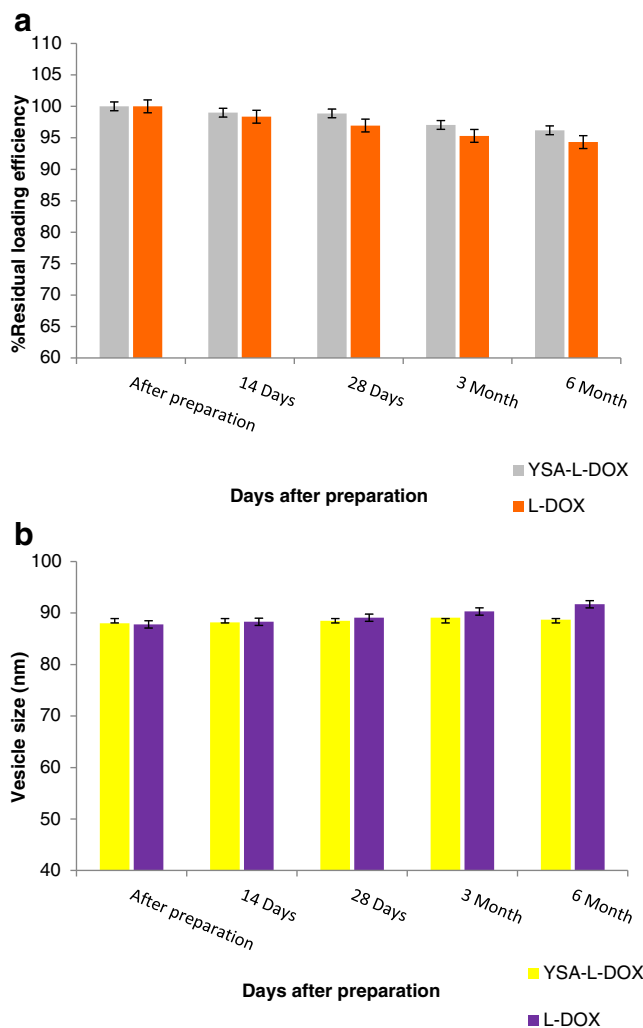 a
110
105
100
95
90
85
80
75
70
65
60
%Residual loading efficiency
After preparation
14 Days
28 Days
3 Month
6 Month
Days after preparation
YSA-L-DOX
L-DOX
b
100
90
80
70
60
50
40
Vesicle size (nm)
After preparation
14 Days
28 Days
3 Month
6 Month
Days after preparation
YSA-L-DOX
L-DOX